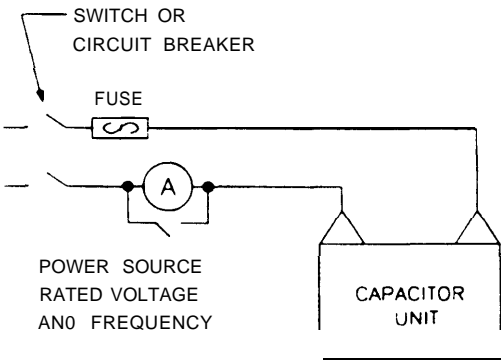 SWITCH OR
CIRCUIT BREAKER
FUSE
A
POWER SOURCE
RATED VOLTAGE
AN0 FREQUENCY
CAPACITOR
UNIT